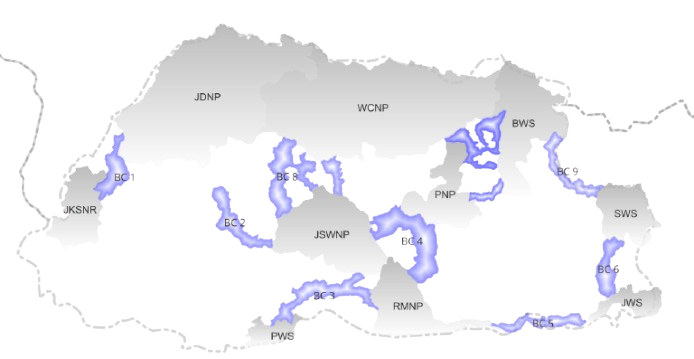 JDNP
WCNP
BWS
BC 1
BC 8
BC 9
JKSNR
PNP
BC 2
JSWNP
BC 4
SWS
BC 3
RMNP
BC 6
JWS
BC 5
PWS